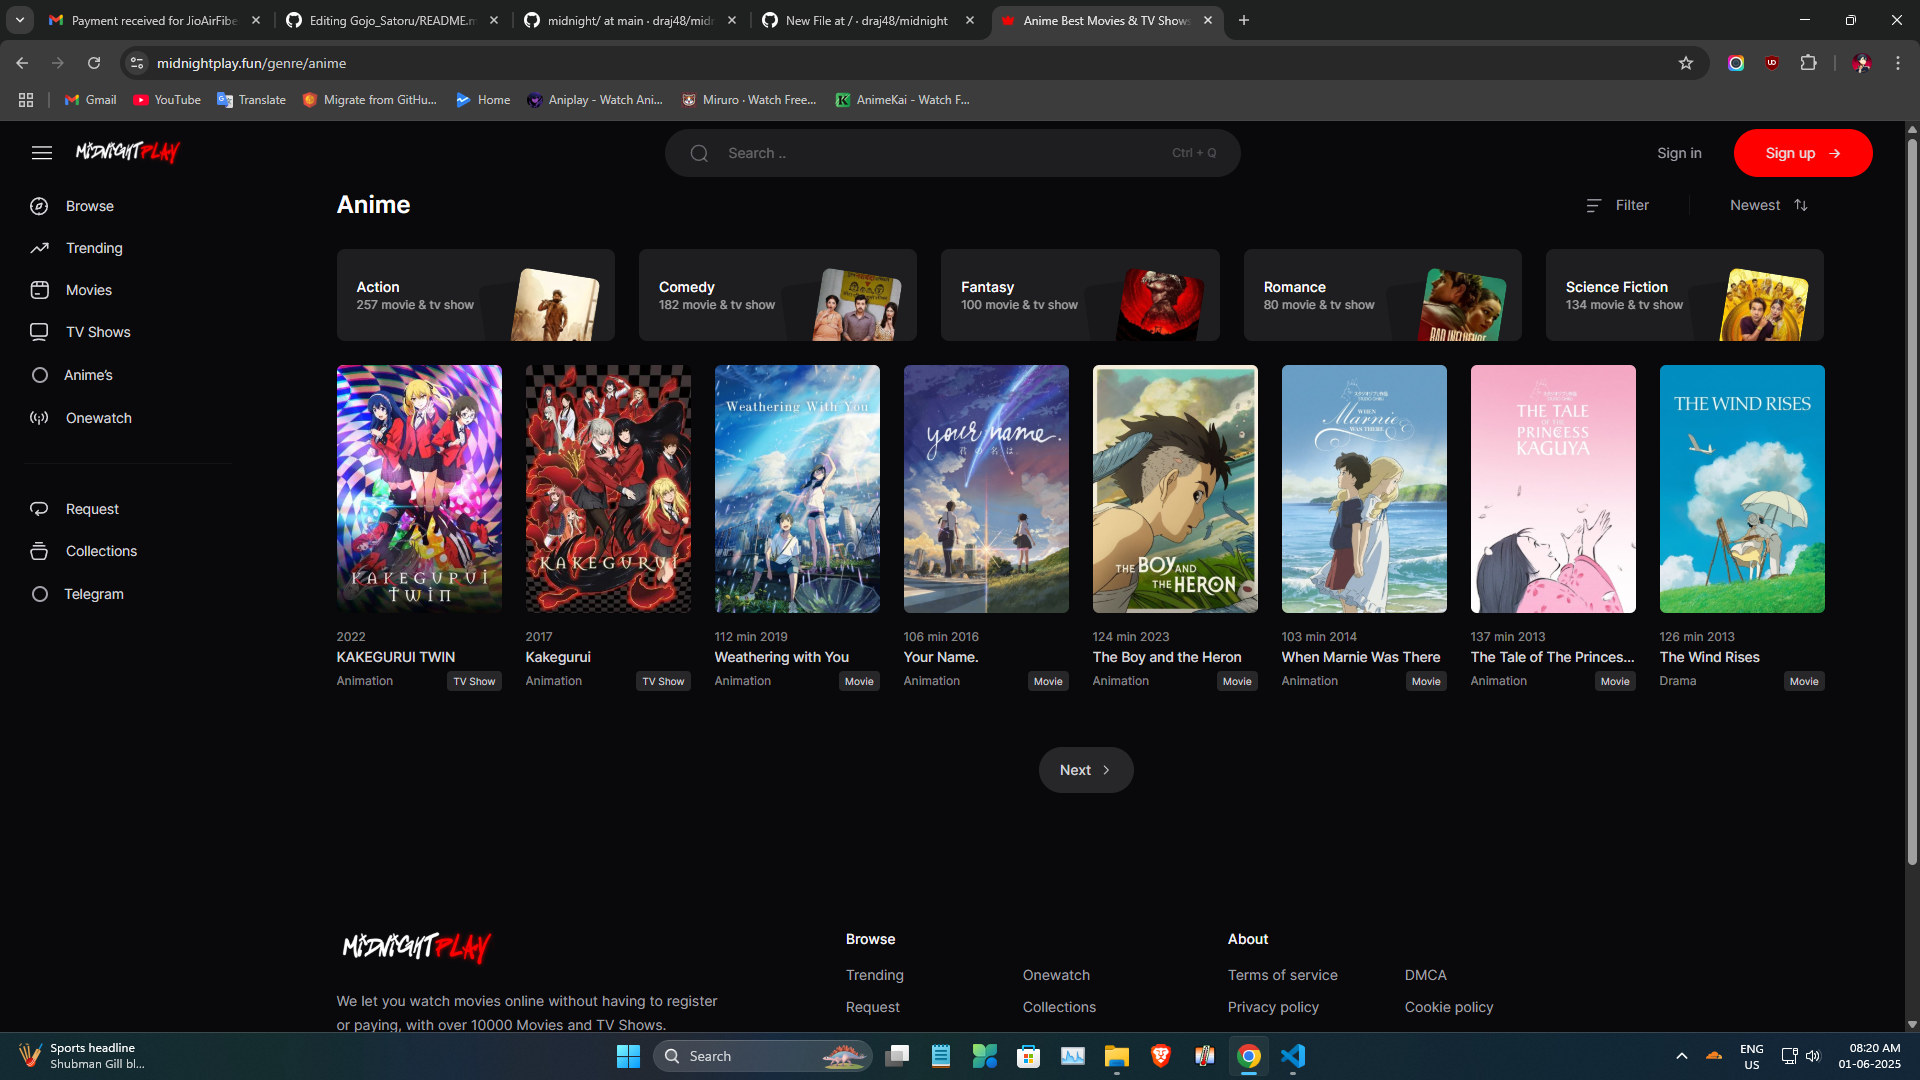 Payment received for JioAirFibe
Editing Gojo_Satoru/README.m
midnight/ at main · draj48/midn
New File at / · draj48/midnight
Anime Best Movies & TV Shows
midnightplay.fun/genre/anime
Gmail
YouTube
Translate
Migrate from GitHu...
Home
Aniplay - Watch Ani...
Miruro · Watch Free...
AnimeKai - Watch F...
MIDNIGHTPLAY
Search ..
Ctrl + Q
Sign in
Sign up
Browse
Trending
Movies
TV Shows
Anime's
Onewatch
Request
Collections
Telegram
Anime
Filter
Newest
Action
257 movie & tv show
Comedy
182 movie & tv show
Fantasy
100 movie & tv show
Romance
80 movie & tv show
BAD INFLUENCE
Science Fiction
134 movie & tv show
KAKEGUPUI
TWIN
KAKEGURUI
Weathering With You
your name.
君の名は.
THE BOY AND
THE HERON
WHEN
Marnie
WAS THERE
THE TALE
OF THE
PRINCESS
KAGUYA
THE WIND RISES
2022
KAKEGURUI TWIN
Animation
TV Show
2017
Kakegurui
Animation
TV Show
112 min 2019
Weathering with You
Animation
Movie
106 min 2016
Your Name.
Animation
Movie
124 min 2023
The Boy and the Heron
Animation
Movie
103 min 2014
When Marnie Was There
Animation
Movie
137 min 2013
The Tale of The Princes...
Animation
Movie
126 min 2013
The Wind Rises
Drama
Movie
Next
MIDNIGHTPLAY
We let you watch movies online without having to register
or paying, with over 10000 Movies and TV Shows.
Browse
Trending
Onewatch
Request
Collections
About
Terms of service
DMCA
Privacy policy
Cookie policy
Sports headline
Shubman Gill bl...
Search
ENG
US
08:20 AM
01-06-2025